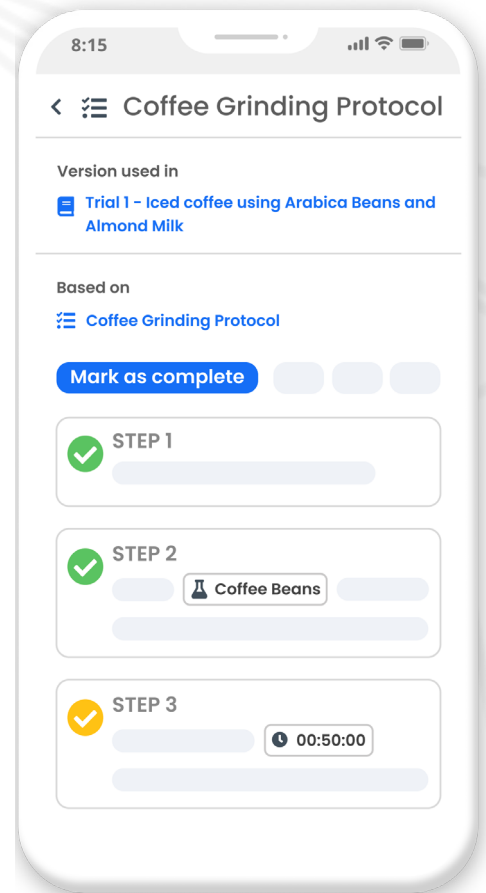 8:15
Coffee Grinding Protocol
Version used in
Trial 1 - Iced coffee using Arabica Beans and
Almond Milk
Based on
Coffee Grinding Protocol
Mark as complete
STEP 1
STEP 2
Coffee Beans
STEP 3
00:50:00